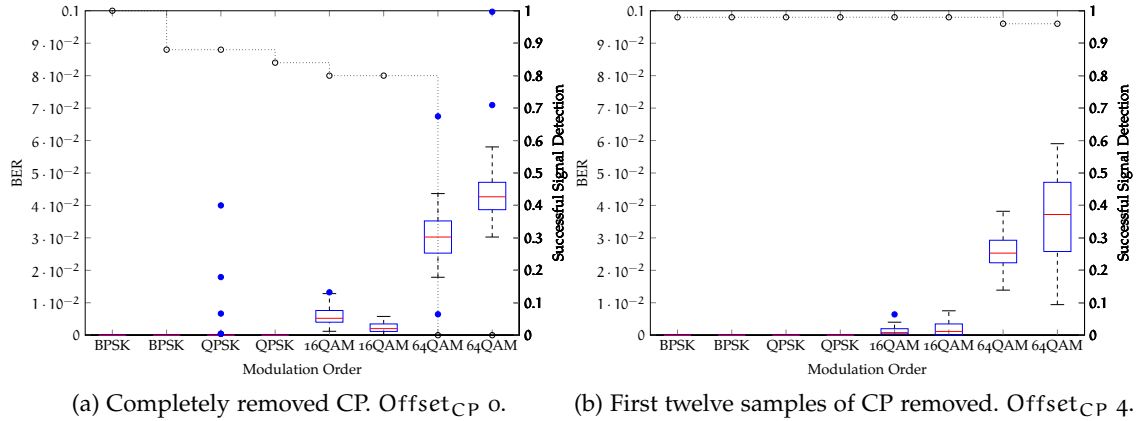 0.1
9 · 10⁻²
8 · 10⁻²
7 · 10⁻²
6 · 10⁻²
5 · 10⁻²
4 · 10⁻²
3 · 10⁻²
2 · 10⁻²
1 · 10⁻²
0
BER
BPSK BPSK QPSK QPSK 16QAM 16QAM 64QAM 64QAM
Modulation Order
1
0.9
0.8
0.7
0.6
0.5
0.4
0.3
0.2
0.1
0
Successful Signal Detection
(a) Completely removed CP. Offset_CP 0.
0.1
9 · 10⁻²
8 · 10⁻²
7 · 10⁻²
6 · 10⁻²
5 · 10⁻²
4 · 10⁻²
3 · 10⁻²
2 · 10⁻²
1 · 10⁻²
0
BER
BPSK BPSK QPSK QPSK 16QAM 16QAM 64QAM 64QAM
Modulation Order
1
0.9
0.8
0.7
0.6
0.5
0.4
0.3
0.2
0.1
0
Successful Signal Detection
(b) First twelve samples of CP removed. Offset_CP 4.